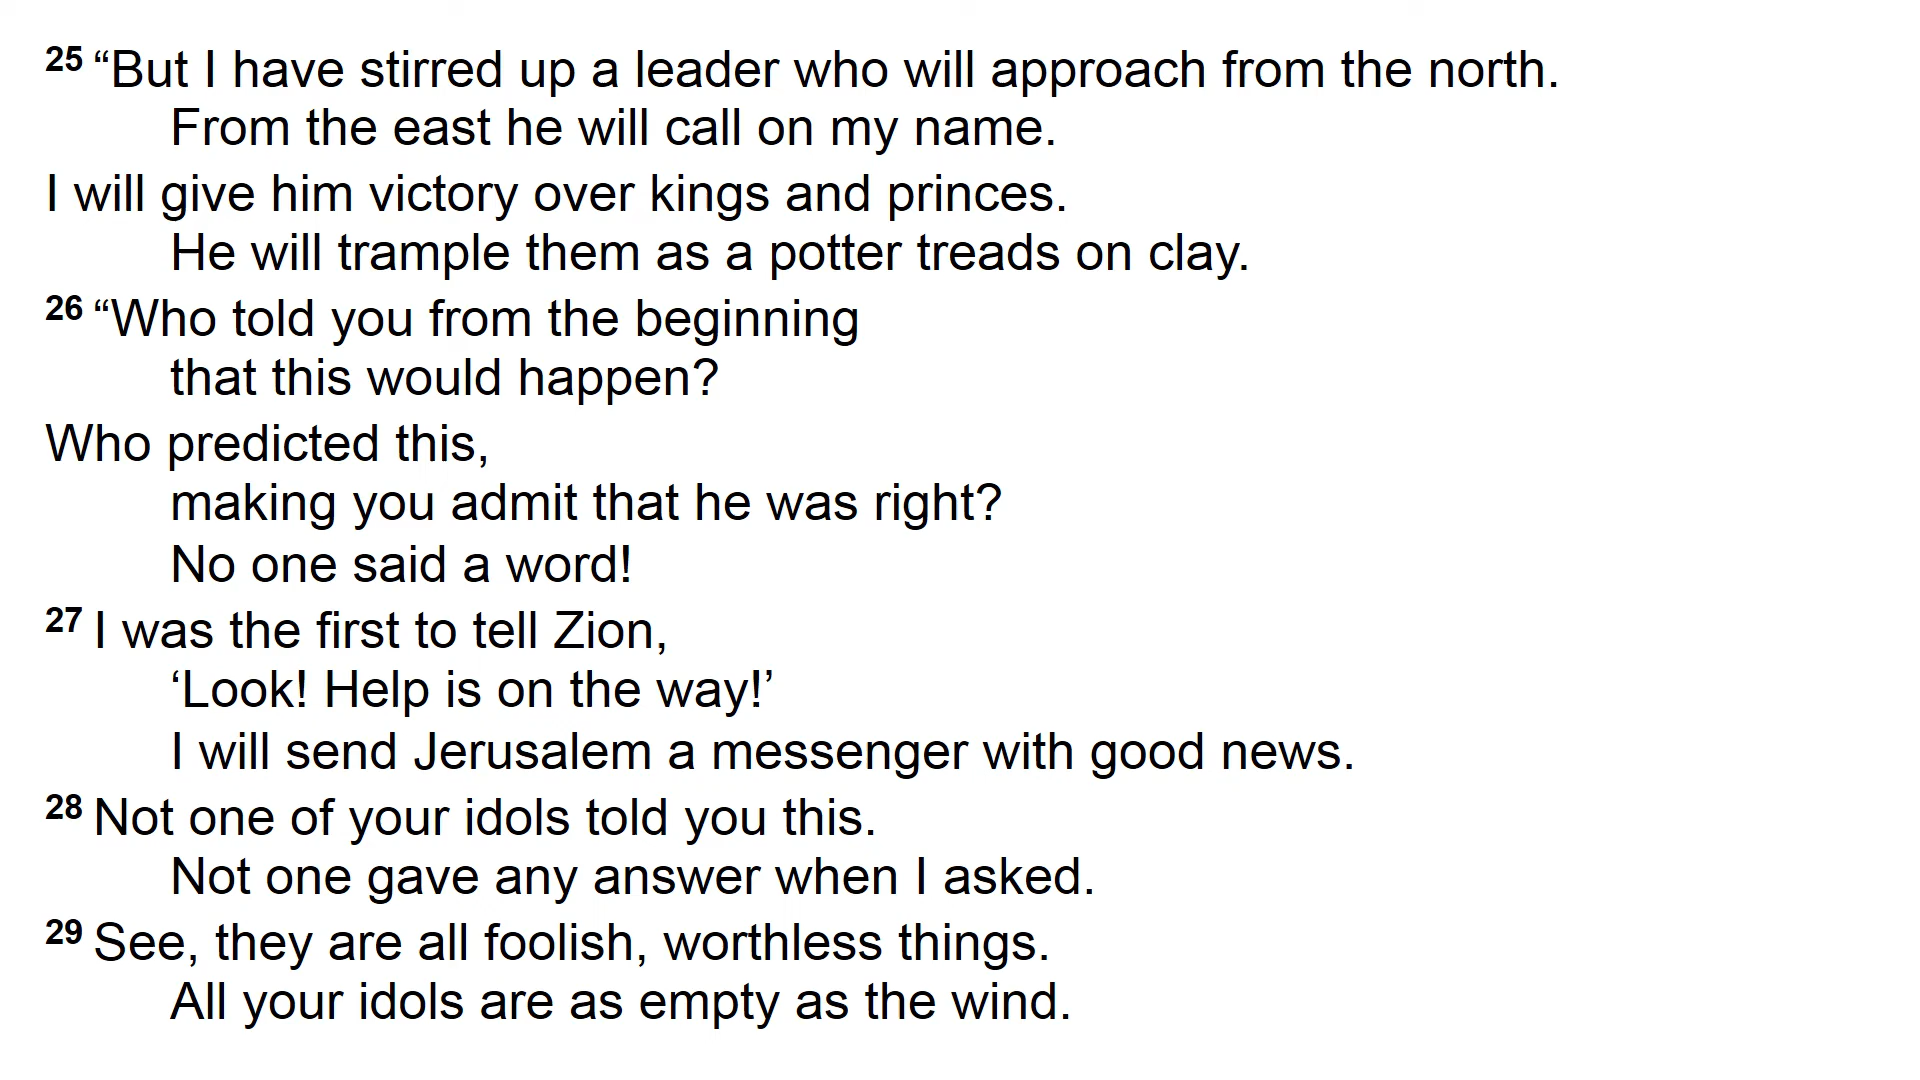 25 “But I have stirred up a leader who will approach from the north.
From the east he will call on my name.
I will give him victory over kings and princes.
He will trample them as a potter treads on clay.
26 “Who told you from the beginning
that this would happen?
Who predicted this,
making you admit that he was right?
No one said a word!
27 I was the first to tell Zion,
‘Look! Help is on the way!’
I will send Jerusalem a messenger with good news.
28 Not one of your idols told you this.
Not one gave any answer when I asked.
29 See, they are all foolish, worthless things.
All your idols are as empty as the wind.